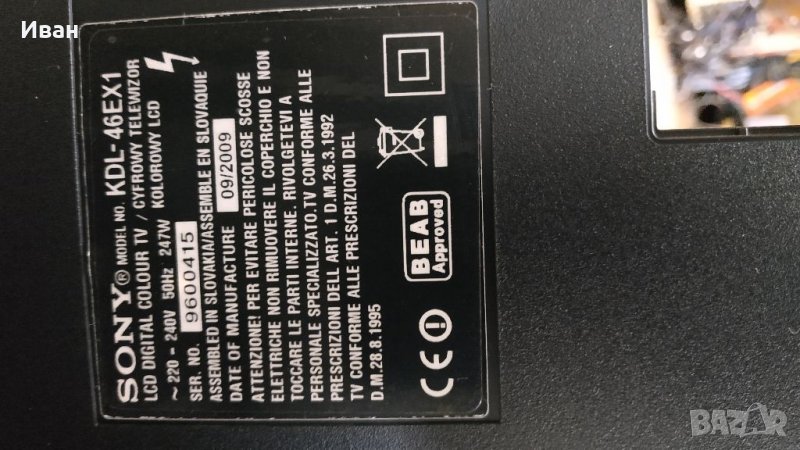 Иван
SONY® MODEL NO. KDL-46EX1
LCD DIGITAL COLOUR TV / CYFROWY TELEWIZOR
~ 220 - 240V 50Hz 247W KOLOROWY LCD
SER. NO. 9600415
ASSEMBLED IN SLOVAKIA/ASSEMBLE EN SLOVAQUIE
DATE OF MANUFACTURE 09/2009
ATTENZIONE! PER EVITARE PERICOLOSE SCOSSE
ELETTRICHE NON RIMUOVERE IL COPERCHIO E NON
TOCCARE LE PARTI INTERNE. RIVOLGETEVI A
PERSONALE SPECIALIZZATO.TV CONFORME ALLE
PRESCRIZIONI DELL ART. 1 D.M.26.3.1992
TV CONFORME ALLE PRESCRIZIONI DEL
D.M.28.8.1995
CE
BEAB
Approved
BAZAR